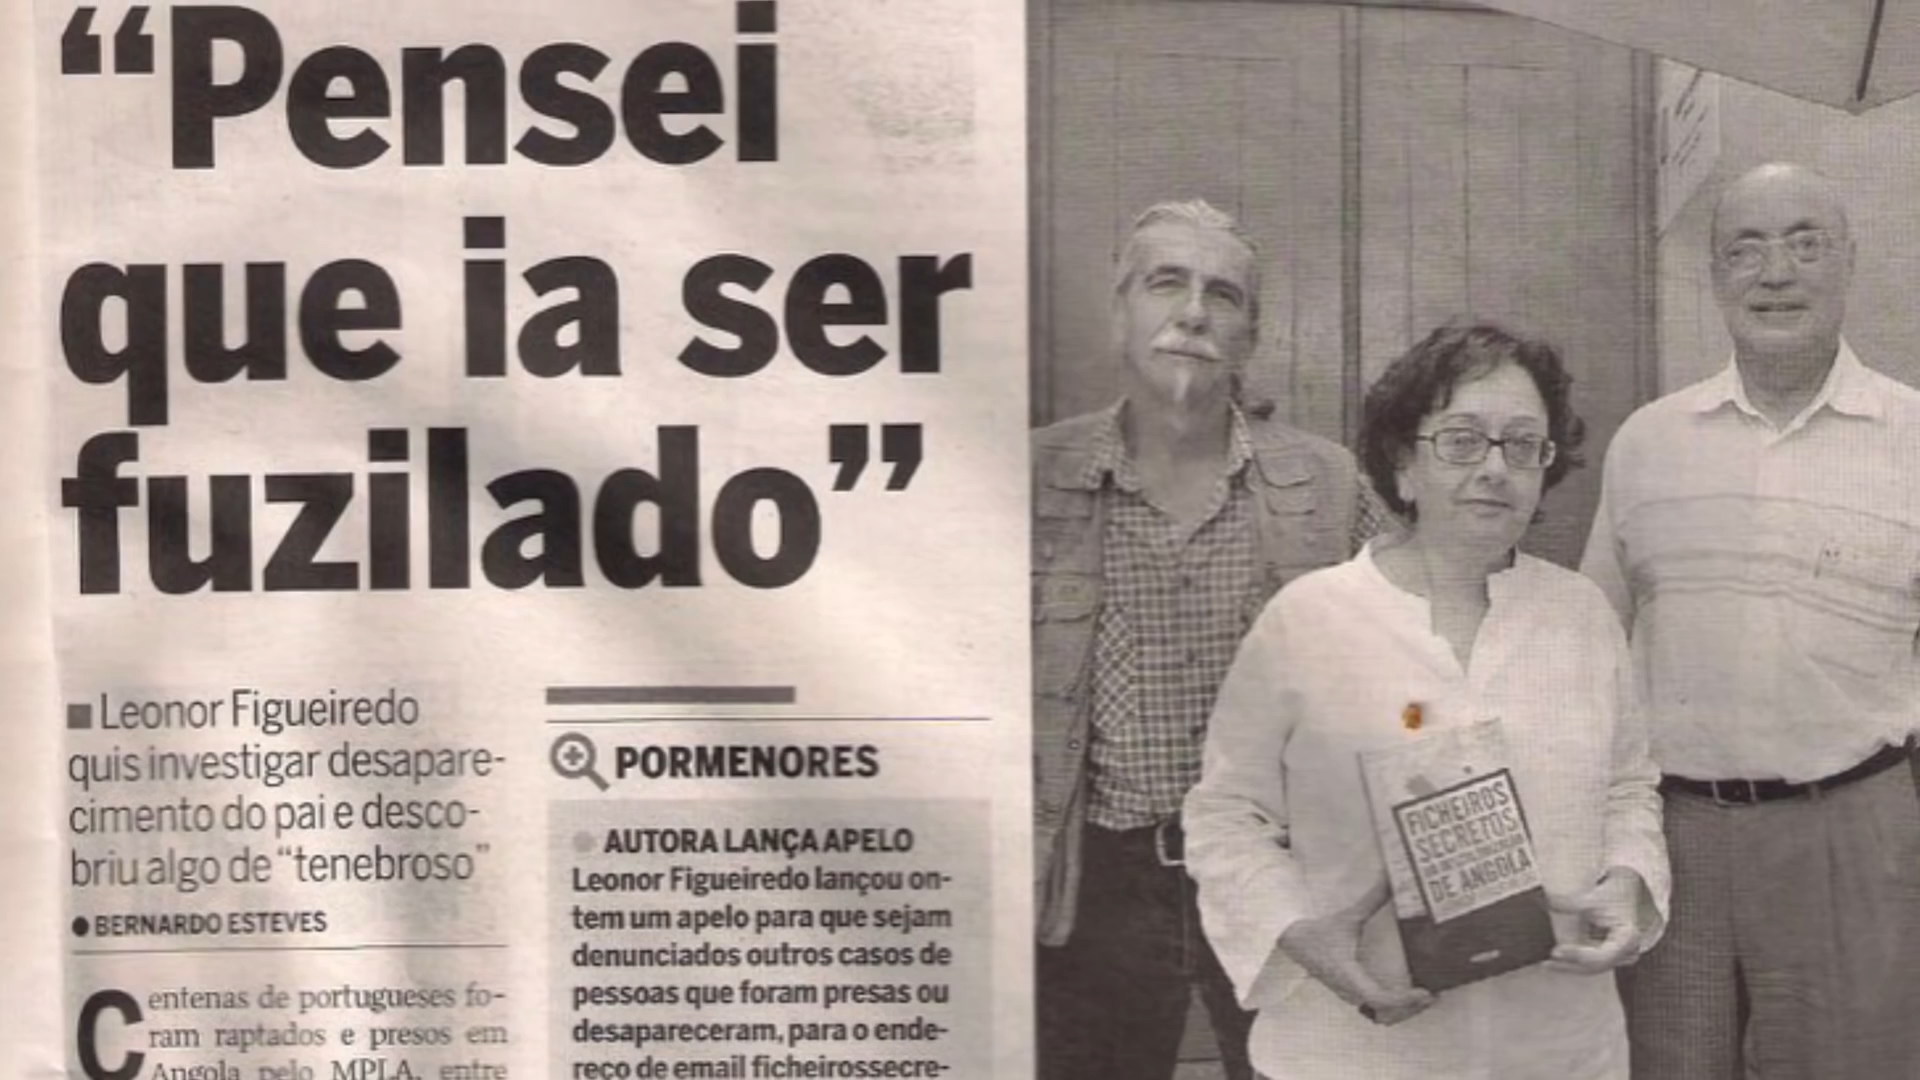 “Pensei
que ia ser
fuzilado”
Leonor Figueiredo
quis investigar desapare-
cimento do pai e desco-
briu algo de “tenebroso”
BERNARDO ESTEVES
Centenas de portugueses fo-
ram raptados e presos em
Angola pelo MPLA, entre
PORMENORES
AUTORA LANÇA APELO
Leonor Figueiredo lançou on-
tem um apelo para que sejam
denunciados outros casos de
pessoas que foram presas ou
desapareceram, para o ende-
reço de email ficheirossecre-
FICHEIROS
SECRETOS
DA DESCOLONIZAÇÃO
DE ANGOLA